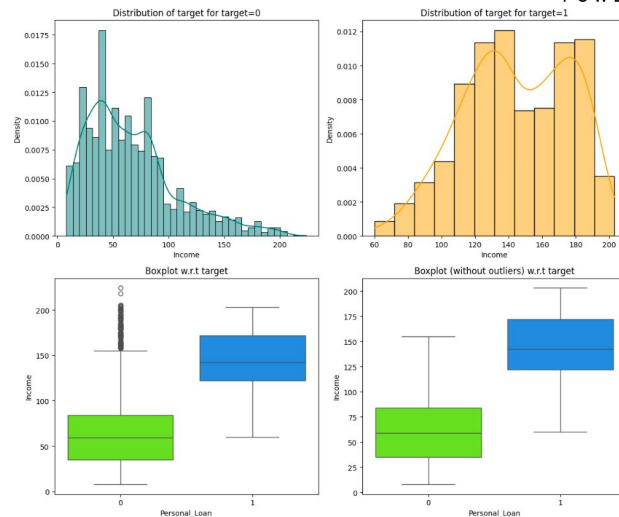 Distribution of target for target=0
Density
0.0175
0.0150
0.0125
0.0100
0.0075
0.0050
0.0025
0.0000
0 50 100 150 200
Income
Distribution of target for target=1
Density
0.012
0.010
0.008
0.006
0.004
0.002
0.000
60 80 100 120 140 160 180 200
Income
Boxplot w.r.t target
Income
200
150
100
50
0
0 1
Personal_Loan
Boxplot (without outliers) w.r.t target
Income
200
175
150
125
100
75
50
25
0
0 1
Personal_Loan